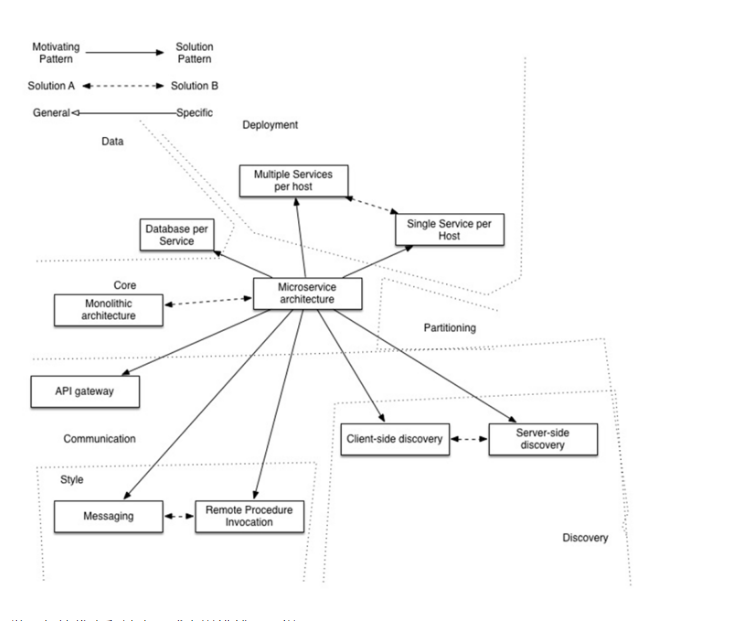 Motivating
Pattern
Solution
Pattern
Solution A
Solution B
General
Specific
Deployment
Data
Multiple Services
per host
Single Service per
Host
Database per
Service
Core
Microservice
architecture
Monolithic
architecture
Partitioning
API gateway
Communication
Client-side discovery
Server-side
discovery
Style
Messaging
Remote Procedure
Invocation
Discovery